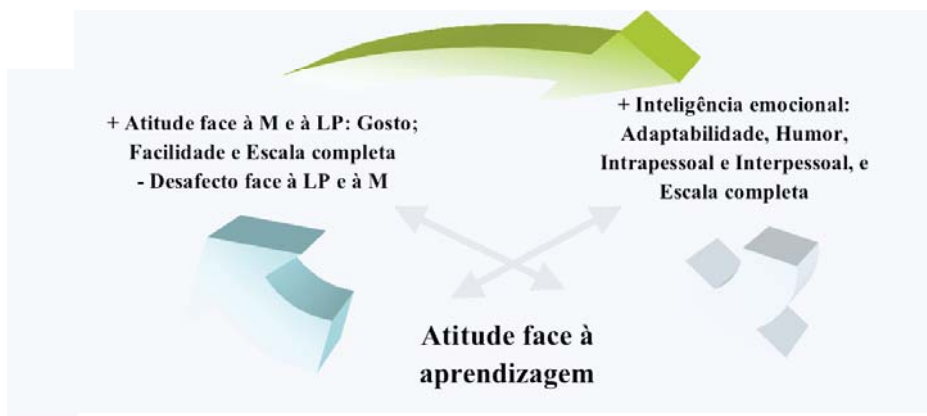 + Atitude face à M e à LP: Gosto;
Facilidade e Escala completa
- Desafecto face à LP e à M
+ Inteligência emocional:
Adaptabilidade, Humor,
Intrapessoal e Interpessoal, e
Escala completa
Atitude face à
aprendizagem